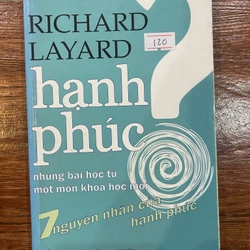 RICHARD
LAYARD
120
hạnh
phúc
?
những bài học từ
một môn khoa học mới
7 nguyên nhân của
hạnh phúc